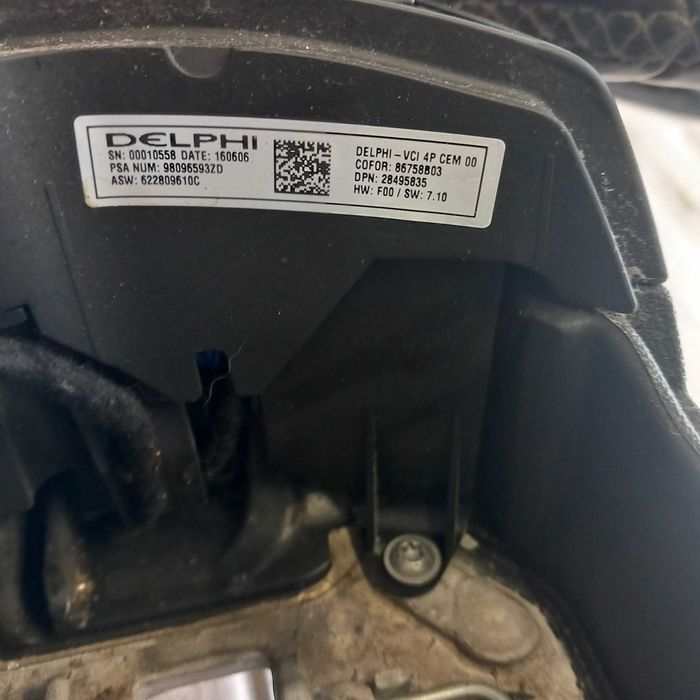 DELPHI
SN: 00010558 DATE: 160606
PSA NUM: 98096593ZD
ASW: 622809610C
DELPHI-VCI 4P CEM 00
COFOR: 86758B03
DPN: 28495835
HW: F00 / SW: 7.10